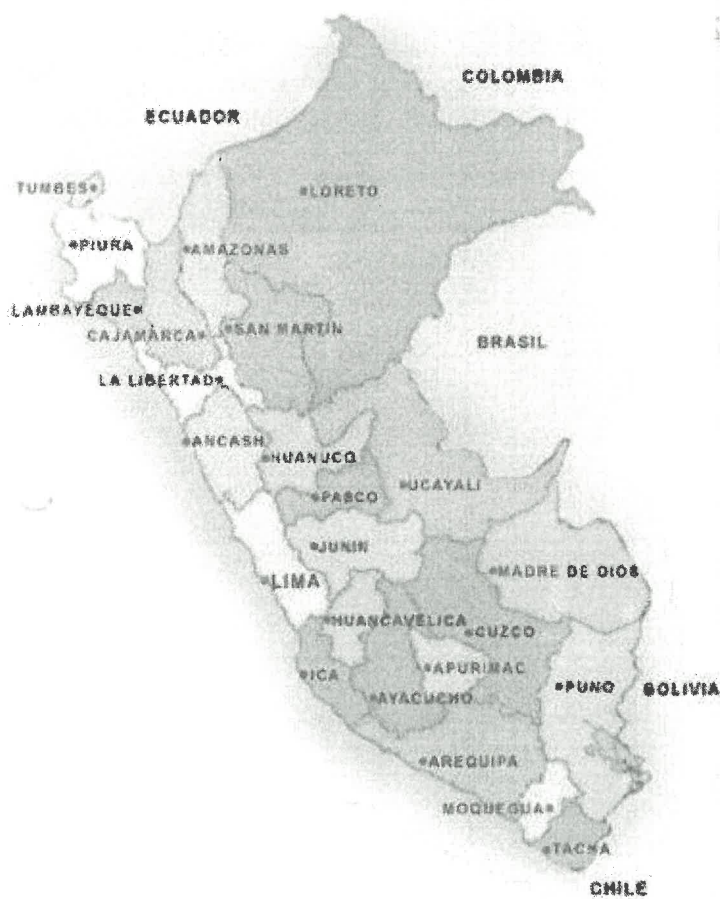 COLOMBIA
ECUADOR
TUMBES
LORETO
PIURA
AMAZONAS
LAMBAYEQUE
SAN MARTÍN
CAJAMARCA
BRASIL
LA LIBERTAD
ANCASH
HUANUCO
UCAYALI
PASCO
JUNIN
MADRE DE DIOS
LIMA
HUANCAVELICA
CUZCO
APURIMAC
ICA
PUNO
BOLIVIA
AYACUCHO
AREQUIPA
MOQUEGUA
TACNA
CHILE